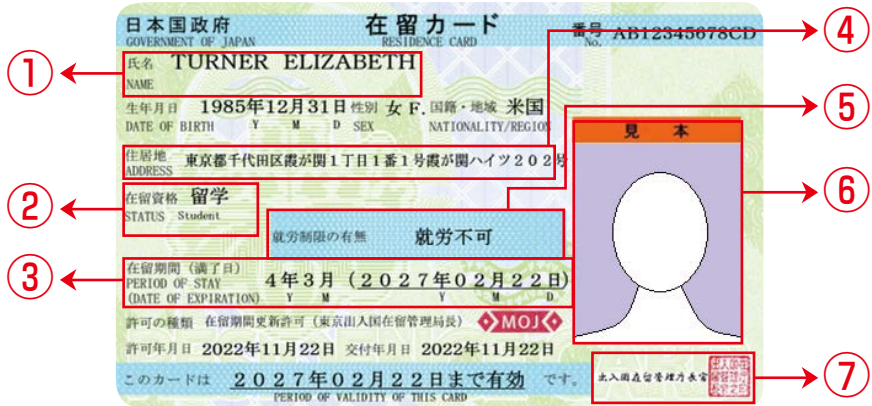 日本国政府 在留カード 番号 AB12345678CD ④
GOVERNMENT OF JAPAN RESIDENCE CARD No.
① 氏名 TURNER ELIZABETH
NAME
生年月日 1985年12月31日 性別 女 F. 国籍・地域 米国 ⑤
DATE OF BIRTH Y M D SEX NATIONALITY/REGION
見本
住居地 東京都千代田区霞が関1丁目1番1号霞が関ハイツ202号
ADDRESS
② 在留資格 留学 ⑥
STATUS Student
就労制限の有無 就労不可
③ 在留期間(満了日)
PERIOD OF STAY 4年3月(2027年02月22日)
(DATE OF EXPIRATION) Y M Y M D
許可の種類 在留期間更新許可(東京出入国在留管理局長) MOJ
許可年月日 2022年11月22日 交付年月日 2022年11月22日
このカードは 2027年02月22日まで有効 です。 出入国在留管理庁長官 ⑦
PERIOD OF VALIDITY OF THIS CARD